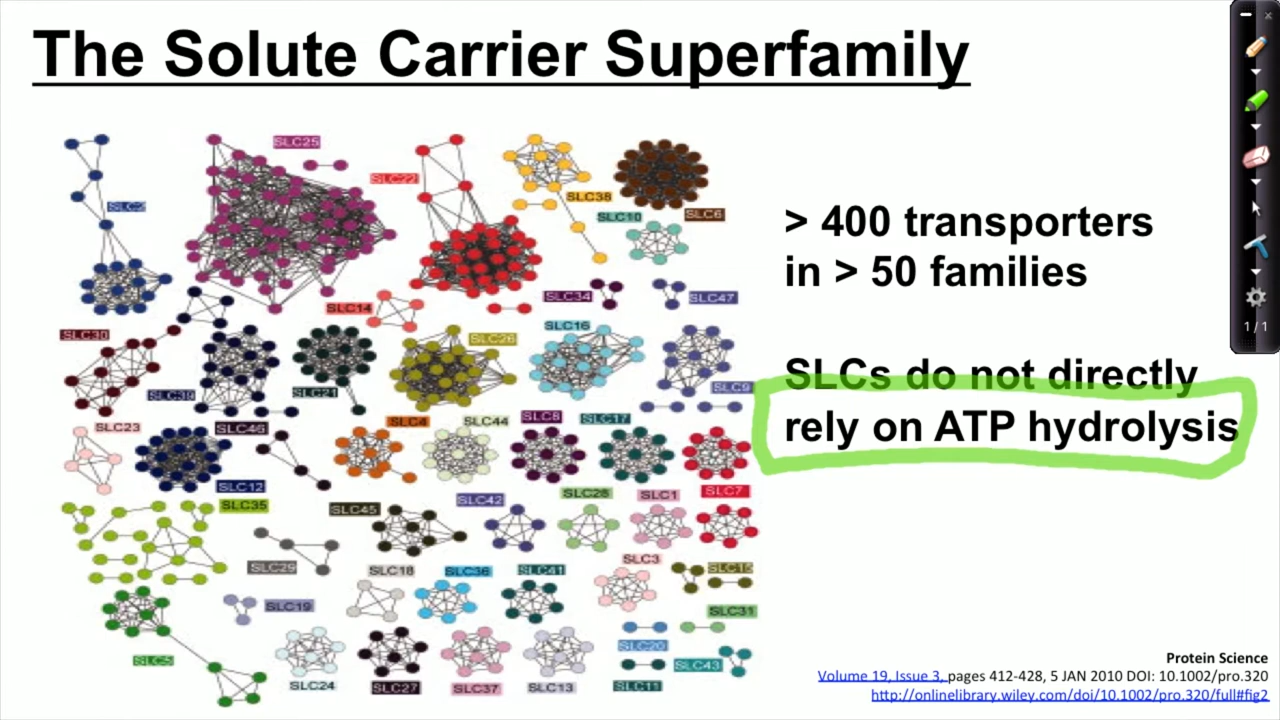 The Solute Carrier Superfamily
SLC25
SLC22
SLC2
SLC38
SLC10
SLC6
SLC34
SLC47
SLC14
SLC30
SLC26
SLC16
SLC39
SLC21
SLC9
SLC23
SLC46
SLC4
SLC44
SLC8
SLC17
SLC12
SLC35
SLC45
SLC42
SLC28
SLC1
SLC7
SLC29
SLC18
SLC36
SLC41
SLC3
SLC15
SLC19
SLC31
SLC20
SLC5
SLC43
SLC24
SLC27
SLC37
SLC13
SLC11
> 400 transporters
in > 50 families
SLCs do not directly
rely on ATP hydrolysis
Protein Science
Volume 19, Issue 3, pages 412-428, 5 JAN 2010 DOI: 10.1002/pro.320
http://onlinelibrary.wiley.com/doi/10.1002/pro.320/full#fig2
1 / 1